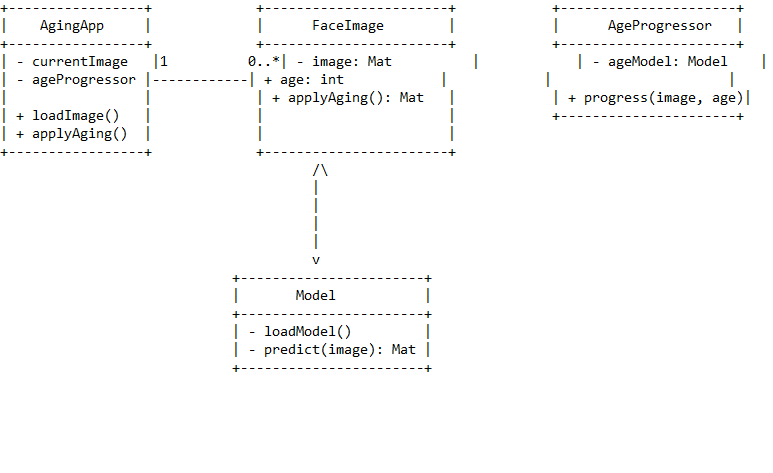 +-----------------+             +-----------------------+             +----------------------+
|    AgingApp     |             |      FaceImage        |             |      AgeProgressor   |
+-----------------+             +-----------------------+             +----------------------+
| - currentImage   |1          0..*| - image: Mat          |            | - ageModel: Model    |
| - ageProgressor |------------| + age: int            |            |                      |
|                 |             | + applyAging(): Mat   |            | + progress(image, age)|
| + loadImage()   |             |                       |             +----------------------+
| + applyAging()  |             |                       |
+-----------------+             +-----------------------+
/\
|
|
|
|
v
+-----------------------+
|       Model           |
+-----------------------+
| - loadModel()         |
| - predict(image): Mat |
+-----------------------+